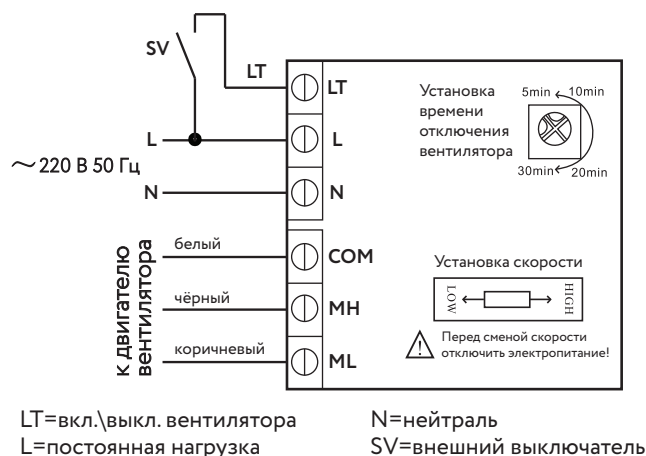 SV
LT
LT
L
L
~ 220 В 50 Гц
N
N
Установка
времени
отключения
вентилятора
5min
10min
30min
20min
к двигателю
вентилятора
белый
COM
чёрный
MH
коричневый
ML
Установка скорости
LOW
HIGH
Перед сменой скорости
отключить электропитание!
LT=вкл.\выкл. вентилятора
L=постоянная нагрузка
N=нейтраль
SV=внешний выключатель